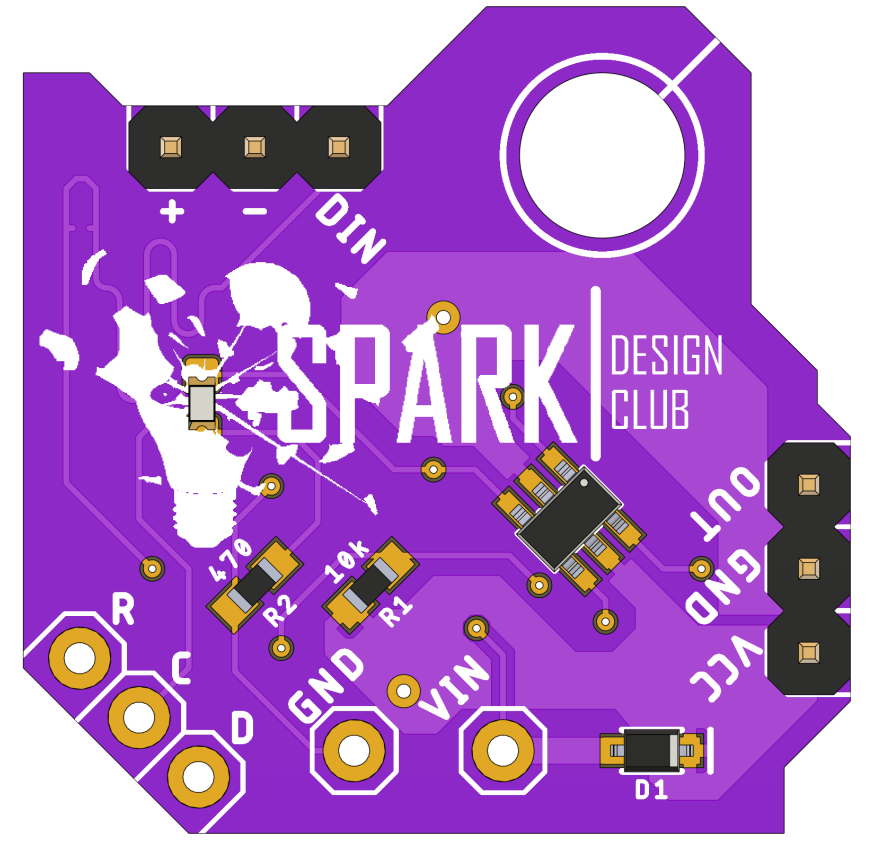 + - DIN
SPARK
DESIGN
CLUB
OUT
GND
VCC
470
R2
10k
R1
R
C
D
GND
VIN
D1